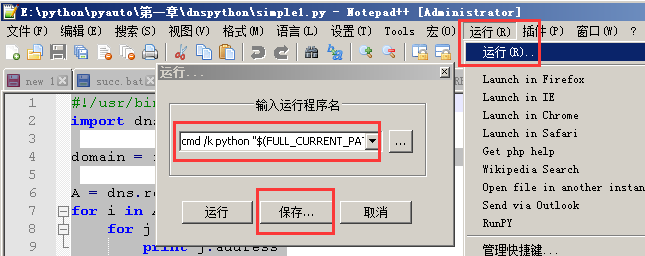 E:\python\pyauto\第一章\dnspython\simple1.py - Notepad++ [Administrator]
文件(F) 编辑(E) 搜索(S) 视图(V) 格式(M) 语言(L) 设置(T) Tools 宏(O) 运行(R) 插件(P) 窗口(W) ?
运行(R)...
new 1 succ.bat
运行...
Launch in Firefox
Launch in IE
Launch in Chrome
Launch in Safari
Get php help
Wikipedia Search
Open file in another instan
Send via Outlook
RunPY
管理快捷键...
输入运行程序名
cmd /k python "$(FULL_CURRENT_PA
...
运行 保存... 取消
1 #!/usr/bin
2 import dns
3
4 domain =
5
6 A = dns.re
7 for i in
8 for j
9 print j.address